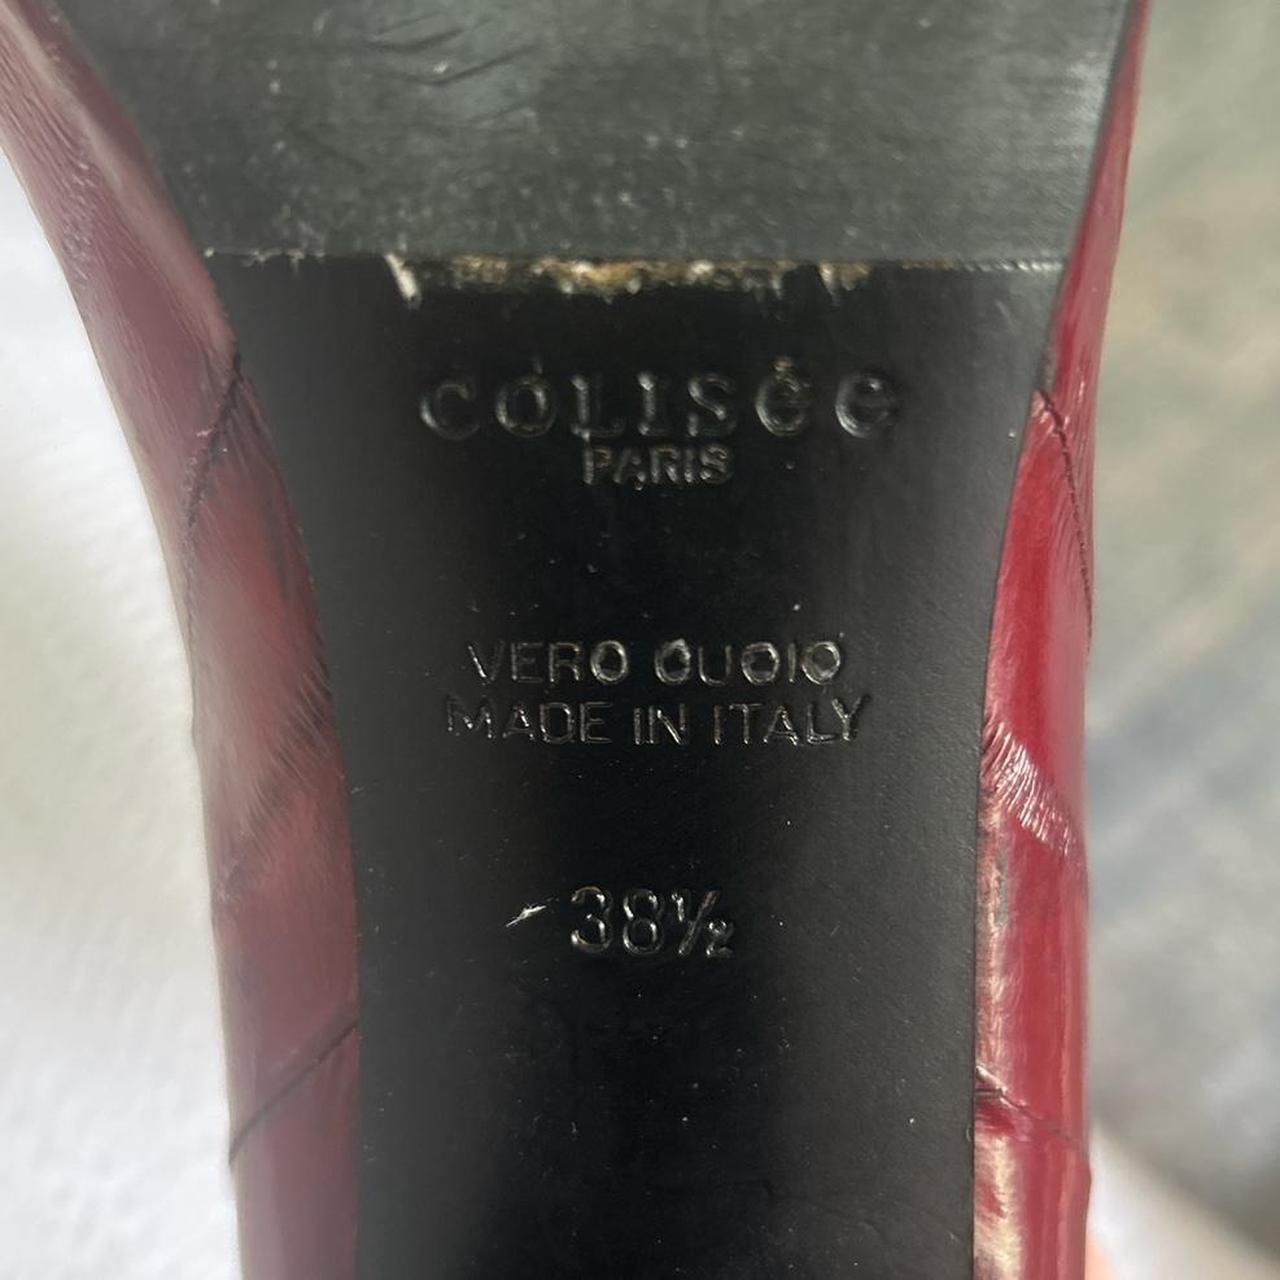 COLISÉE
PARIS
VERO CUOIO
MADE IN ITALY
38½